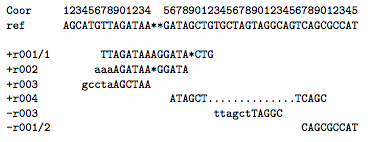 Coor 12345678901234 5678901234567890123456789012345
ref AGCATGTTAGATAA**GATAGCTGTGCTAGTAGGCAGTCAGCGCCAT
+r001/1 TTAGATAAAGGATA*CTG
+r002 aaaAGATAA*GGATA
+r003 gcctaAGCTAA
+r004 ATAGCT..............TCAGC
-r003 ttagctTAGGC
-r001/2 CAGCGCCAT